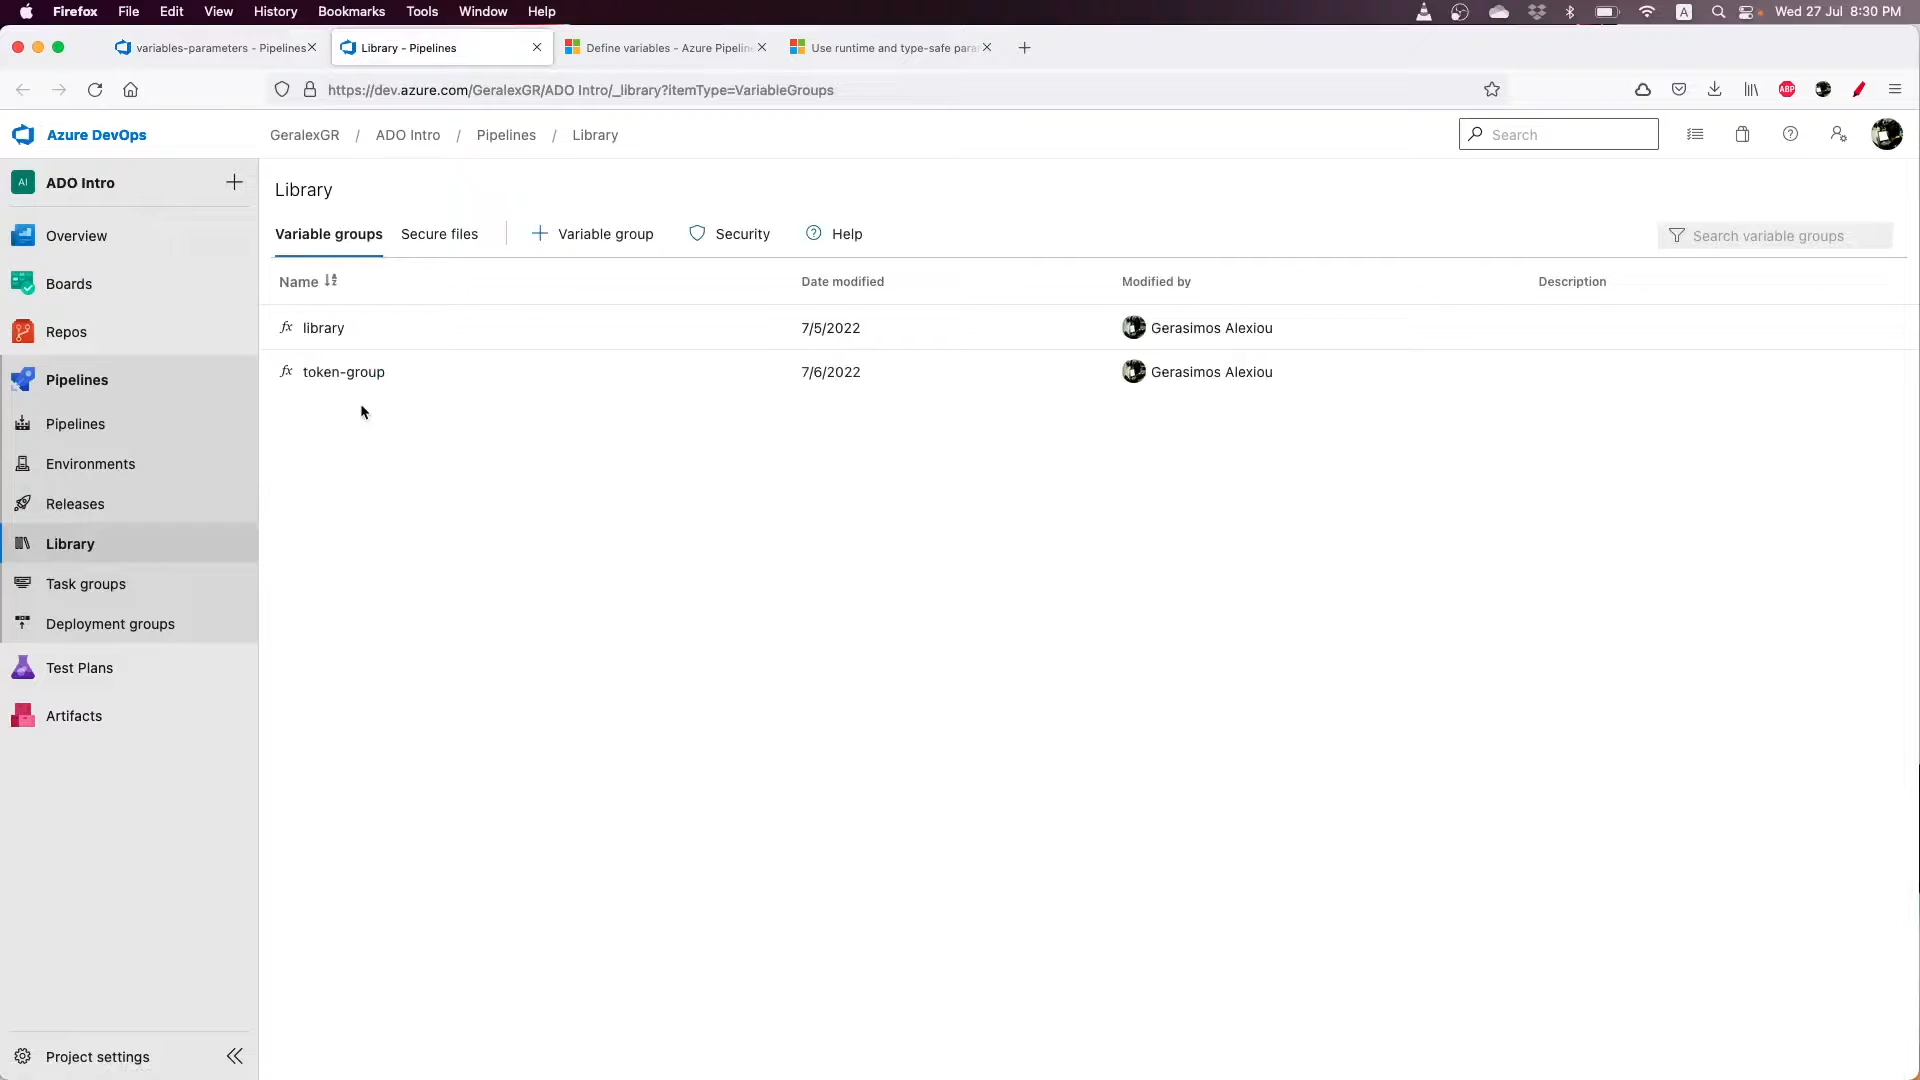 Firefox File Edit View History Bookmarks Tools Window Help A Wed 27 Jul 8:30 PM
variables-parameters - Pipelines Library - Pipelines Define variables - Azure Pipelin Use runtime and type-safe para
https://dev.azure.com/GeralexGR/ADO Intro/_library?itemType=VariableGroups ABP
Azure DevOps GeralexGR / ADO Intro / Pipelines / Library Search
AI ADO Intro
Library
Overview
Variable groups Secure files Variable group Security Help Search variable groups
Boards
Name Date modified Modified by Description
Repos
library 7/5/2022 Gerasimos Alexiou
Pipelines
token-group 7/6/2022 Gerasimos Alexiou
Pipelines
Environments
Releases
Library
Task groups
Deployment groups
Test Plans
Artifacts
Project settings